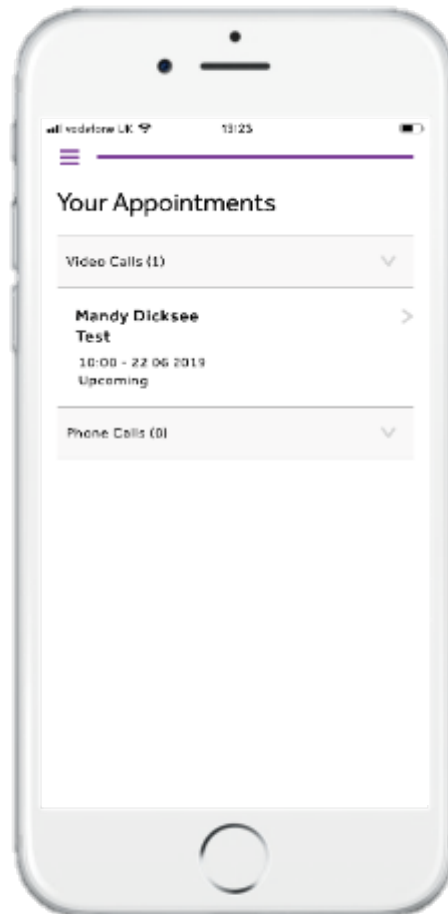 vodafone UK 13:23
Your Appointments
Video Calls (1)
Mandy Dicksee
Test
10:00 - 22 06 2019
Upcoming
Phone Calls (0)